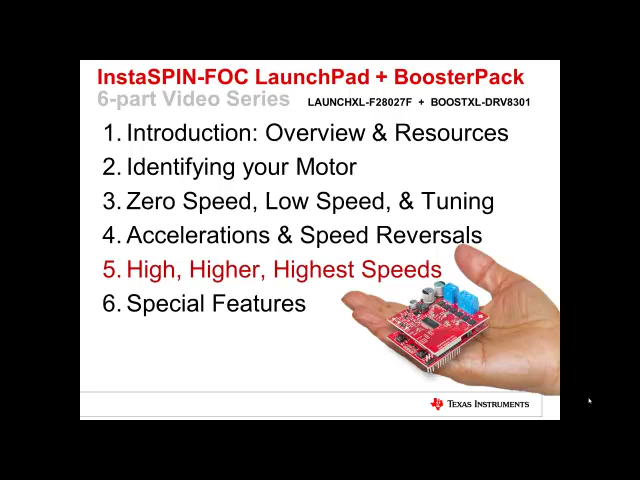 InstaSPIN-FOC LaunchPad + BoosterPack
6-part Video Series LAUNCHXL-F28027F + BOOSTXL-DRV8301
1. Introduction: Overview & Resources
2. Identifying your Motor
3. Zero Speed, Low Speed, & Tuning
4. Accelerations & Speed Reversals
5. High, Higher, Highest Speeds
6. Special Features
TEXAS INSTRUMENTS